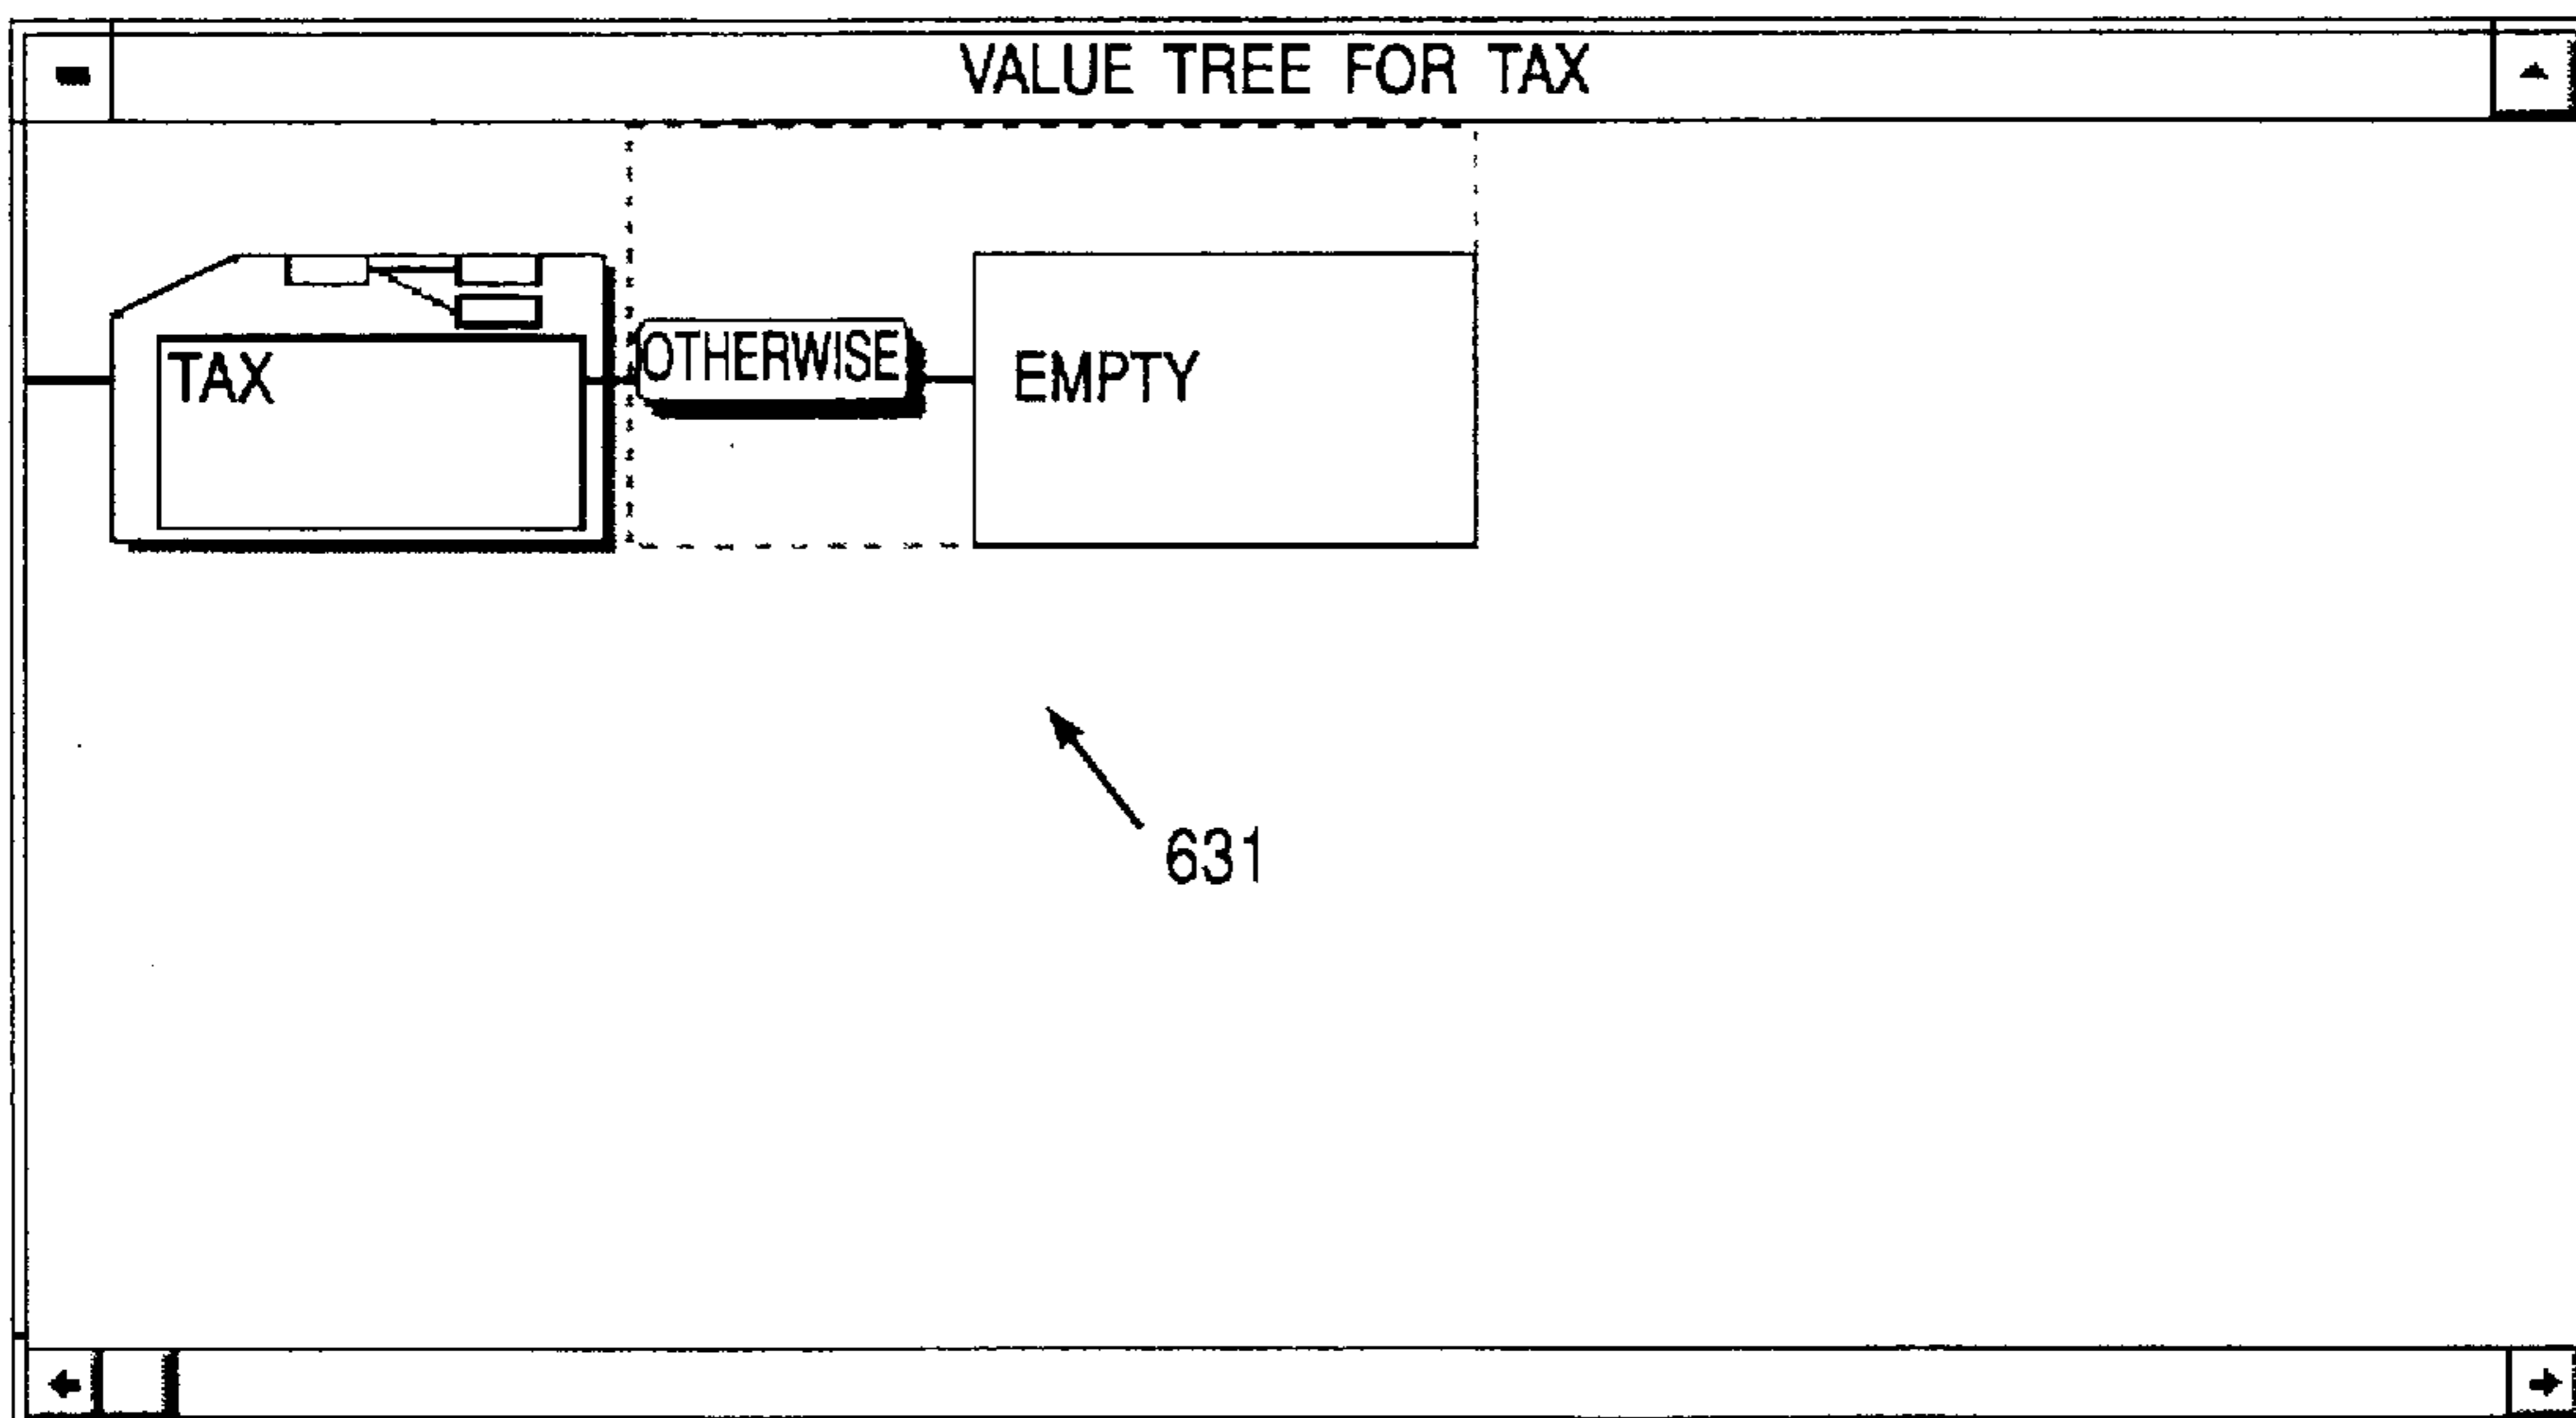 VALUE TREE FOR TAX
TAX
OTHERWISE
EMPTY
631